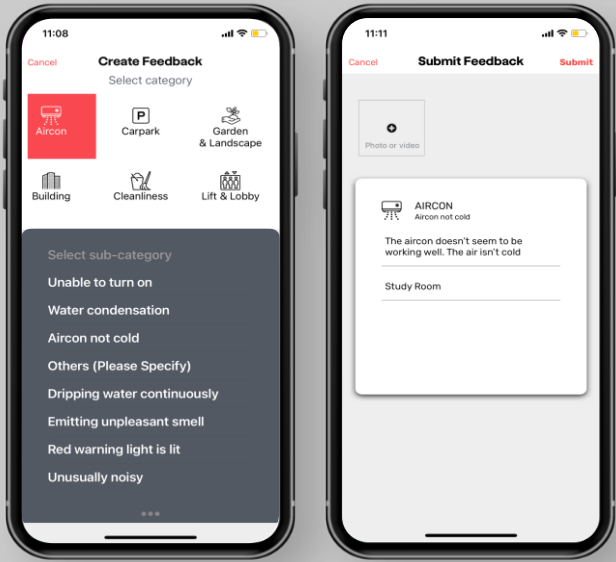 11:08
Cancel
Create Feedback
Select category
Aircon
P
Carpark
Garden
& Landscape
Building
Cleanliness
Lift & Lobby
Select sub-category
Unable to turn on
Water condensation
Aircon not cold
Others (Please Specify)
Dripping water continuously
Emitting unpleasant smell
Red warning light is lit
Unusually noisy
11:11
Cancel
Submit Feedback
Submit
Photo or video
AIRCON
Aircon not cold
The aircon doesn't seem to be
working well. The air isn't cold
Study Room